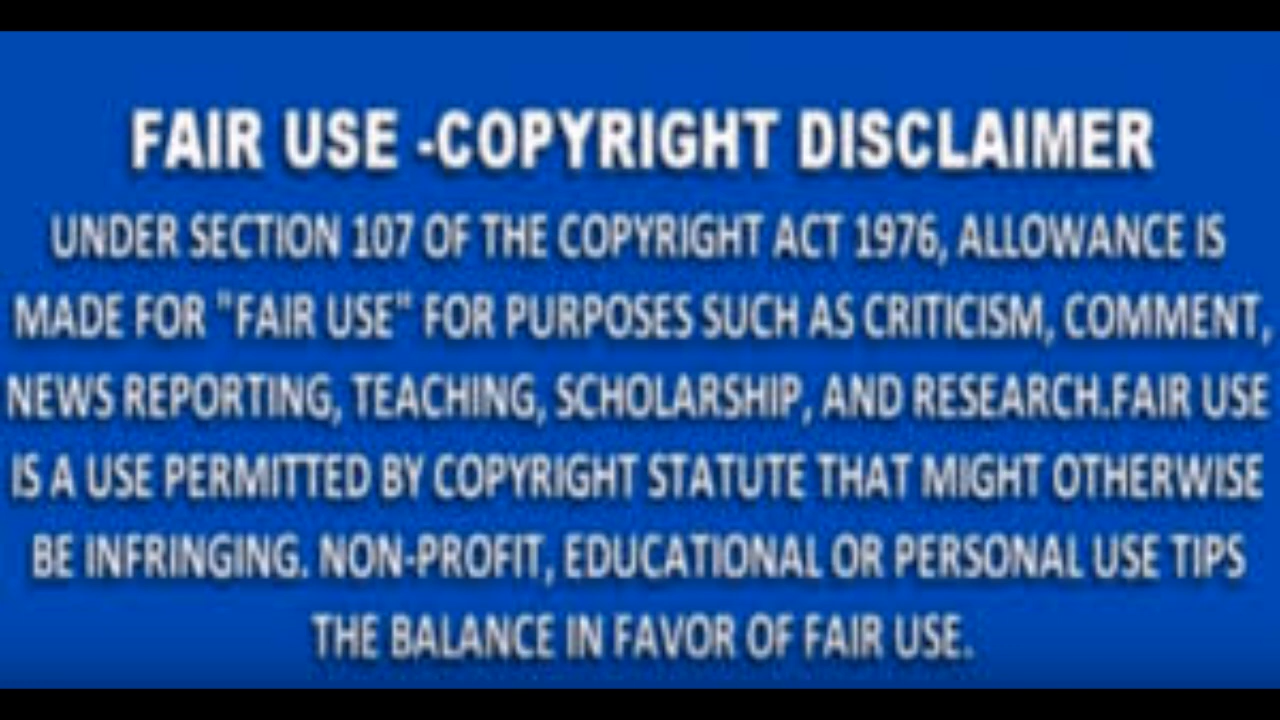 FAIR USE -COPYRIGHT DISCLAIMER
UNDER SECTION 107 OF THE COPYRIGHT ACT 1976, ALLOWANCE IS
MADE FOR "FAIR USE" FOR PURPOSES SUCH AS CRITICISM, COMMENT,
NEWS REPORTING, TEACHING, SCHOLARSHIP, AND RESEARCH.FAIR USE
IS A USE PERMITTED BY COPYRIGHT STATUTE THAT MIGHT OTHERWISE
BE INFRINGING. NON-PROFIT, EDUCATIONAL OR PERSONAL USE TIPS
THE BALANCE IN FAVOR OF FAIR USE.